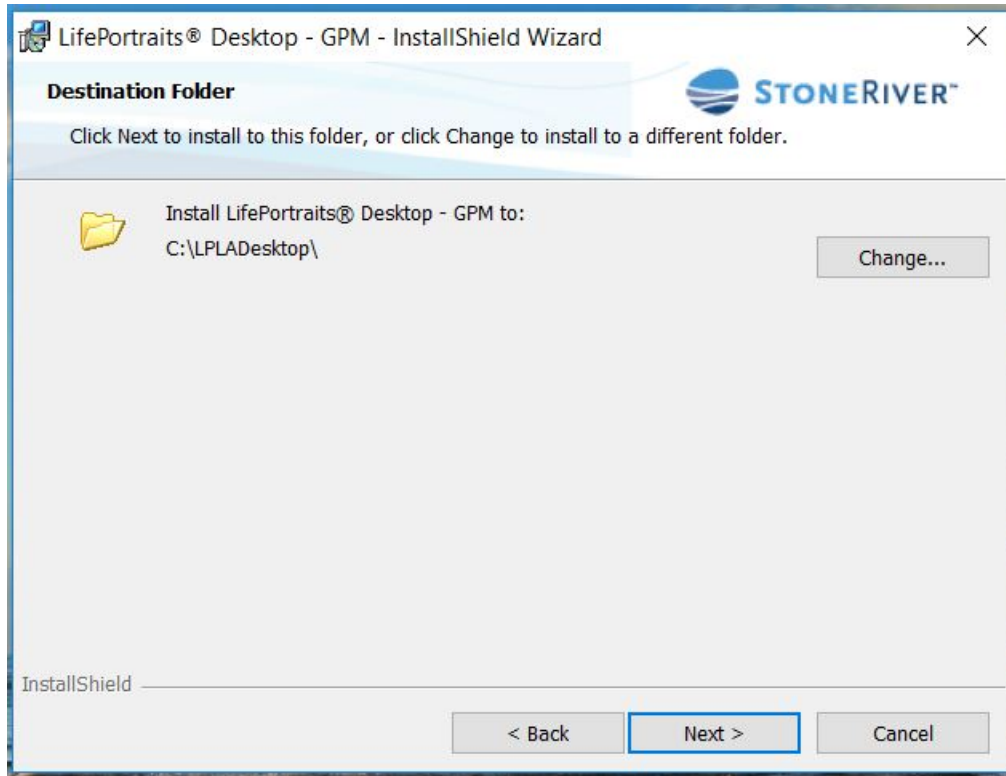 LifePortraits® Desktop - GPM - InstallShield Wizard
Destination Folder
STONERIVER™
Click Next to install to this folder, or click Change to install to a different folder.
Install LifePortraits® Desktop - GPM to:
C:\LPLADesktop\
Change...
InstallShield
< Back
Next >
Cancel